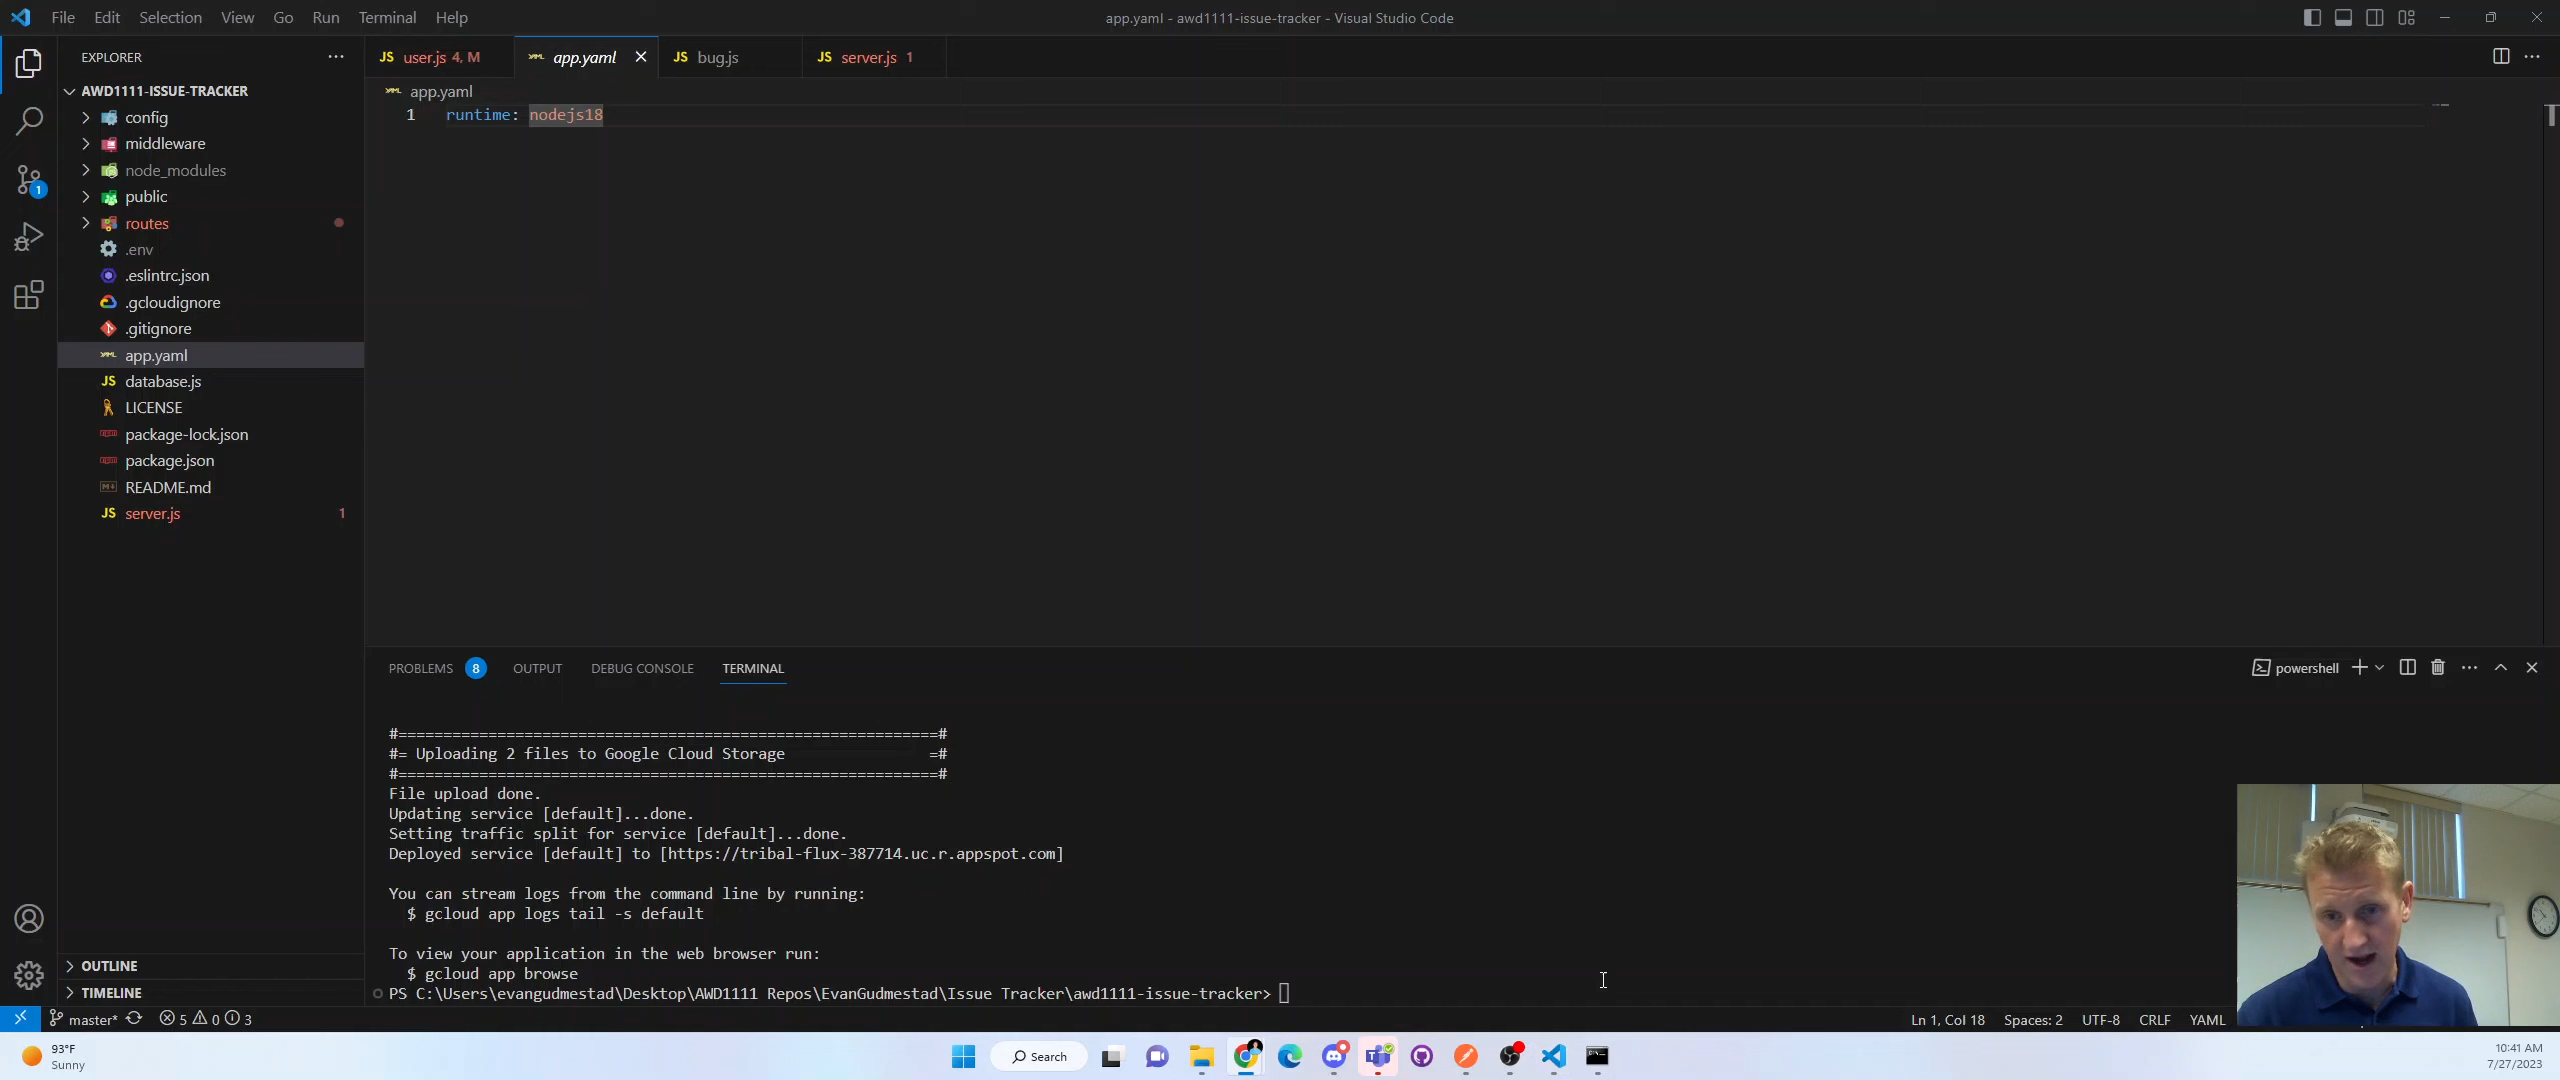 File Edit Selection View Go Run Terminal Help
app.yaml - awd1111-issue-tracker - Visual Studio Code
EXPLORER
JS user.js 4, M
YAML app.yaml
JS bug.js
JS server.js 1
AWD1111-ISSUE-TRACKER
config
middleware
node_modules
public
routes
.env
.eslintrc.json
.gcloudignore
.gitignore
YAML app.yaml
JS database.js
LICENSE
package-lock.json
package.json
README.md
JS server.js 1
1
OUTLINE
TIMELINE
YAML app.yaml
1 runtime: nodejs18
PROBLEMS 8 OUTPUT DEBUG CONSOLE TERMINAL
powershell
#============================================================#
#= Uploading 2 files to Google Cloud Storage                =#
#============================================================#
File upload done.
Updating service [default]...done.
Setting traffic split for service [default]...done.
Deployed service [default] to [https://tribal-flux-387714.uc.r.appspot.com]
You can stream logs from the command line by running:
$ gcloud app logs tail -s default
To view your application in the web browser run:
$ gcloud app browse
PS C:\Users\evangudmestad\Desktop\AWD1111 Repos\EvanGudmestad\Issue Tracker\awd1111-issue-tracker>
master* 5 0 3
Ln 1, Col 18 Spaces: 2 UTF-8 CRLF YAML
93°F
Sunny
Search
10:41 AM
7/27/2023